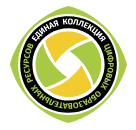 ЕДИНАЯ КОЛЛЕКЦИЯ
ЦИФРОВЫХ ОБРАЗОВАТЕЛЬНЫХ РЕСУРСОВ